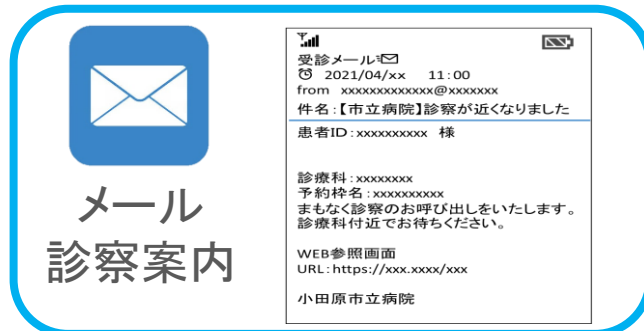 メール
診察案内
受診メール
2021/04/xx 11:00
from xxxxxxxxxxxxx@xxxxxxx
件名:【市立病院】診察が近くなりました
患者ID:xxxxxxxxxx 様
診療科:xxxxxxxx
予約枠名:xxxxxxxxxx
まもなく診察のお呼び出しをいたします。
診療科付近でお待ちください。
WEB参照画面
URL:https://xxx.xxxx/xxx
小田原市立病院